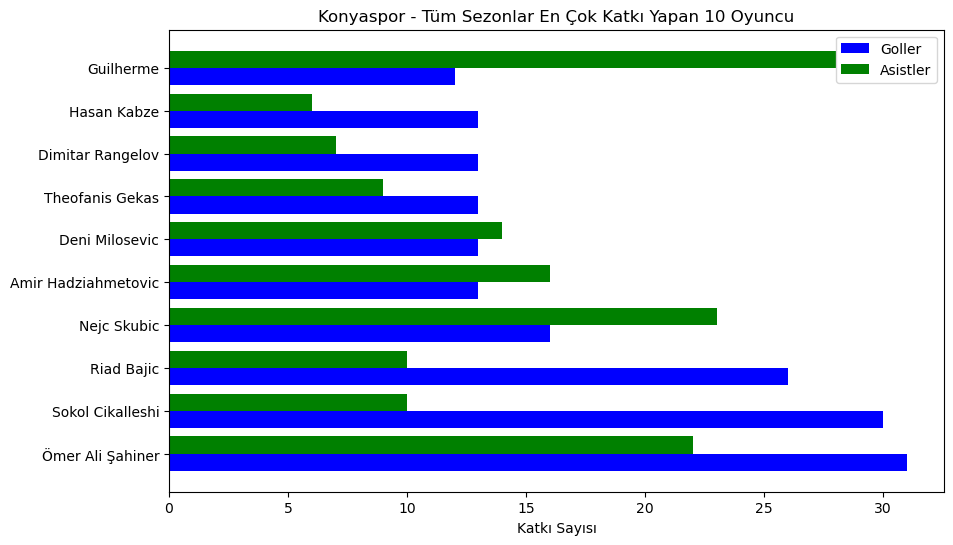 Konyaspor - Tüm Sezonlar En Çok Katkı Yapan 10 Oyuncu
Goller
Asistler
Guilherme
Hasan Kabze
Dimitar Rangelov
Theofanis Gekas
Deni Milosevic
Amir Hadziahmetovic
Nejc Skubic
Riad Bajic
Sokol Cikalleshi
Ömer Ali Şahiner
0 5 10 15 20 25 30
Katkı Sayısı